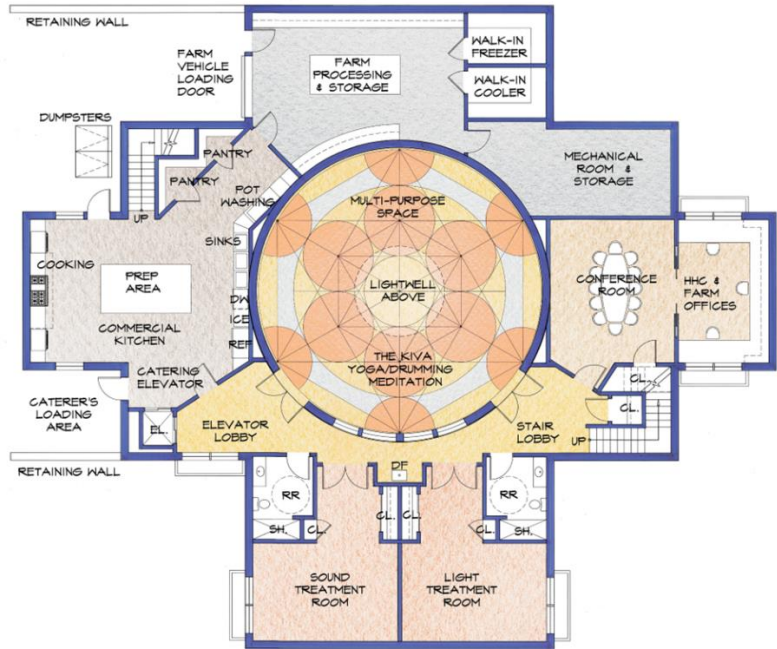 RETAINING WALL
FARM
VEHICLE
LOADING
DOOR
FARM
PROCESSING
& STORAGE
WALK-IN
FREEZER
WALK-IN
COOLER
DUMPSTERS
PANTRY
PANTRY
MECHANICAL
ROOM &
STORAGE
POT
WASHING
MULTI-PURPOSE
SPACE
UP
SINKS
COOKING
PREP
AREA
LIGHTWELL
ABOVE
CONFERENCE
ROOM
HHC &
FARM
OFFICES
DW
ICE
REF
COMMERCIAL
KITCHEN
THE KIVA
YOGA/DRUMMING
MEDITATION
CATERING
ELEVATOR
CL.
CL.
CATERER'S
LOADING
AREA
EL.
ELEVATOR
LOBBY
STAIR
LOBBY
UP
RETAINING WALL
DF
RR
RR
SH.
CL.
CL.
CL.
CL.
SH.
SOUND
TREATMENT
ROOM
LIGHT
TREATMENT
ROOM